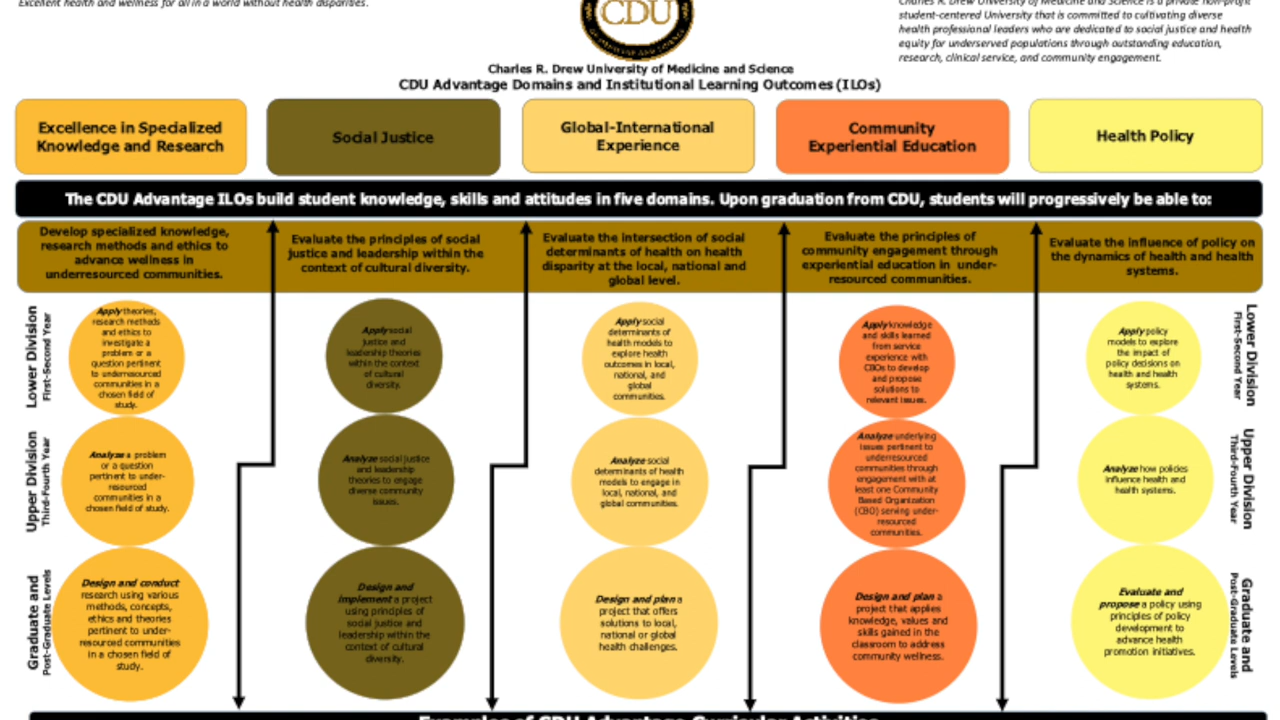 Excellent health and wellness for all in a world without health disparities.
Charles R. Drew University of Medicine and Science is a private non-profit
student-centered University that is committed to cultivating diverse
health professional leaders who are dedicated to social justice and health
equity for underserved populations through outstanding education,
research, clinical service, and community engagement.
CDU
OF MEDICINE AND SCIENCE
Charles R. Drew University of Medicine and Science
CDU Advantage Domains and Institutional Learning Outcomes (ILOs)
Excellence in Specialized
Knowledge and Research
Social Justice
Global-International
Experience
Community
Experiential Education
Health Policy
The CDU Advantage ILOs build student knowledge, skills and attitudes in five domains. Upon graduation from CDU, students will progressively be able to:
Develop specialized knowledge,
research methods and ethics to
advance wellness in
underresourced communities.
Evaluate the principles of social
justice and leadership within the
context of cultural diversity.
Evaluate the intersection of social
determinants of health on health
disparity at the local, national and
global level.
Evaluate the principles of
community engagement through
experiential education in under-
resourced communities.
Evaluate the influence of policy on
the dynamics of health and health
systems.
Lower Division
First-Second Year
Apply theories,
research methods
and ethics to
investigate a
problem or a
question pertinent
to underresourced
communities in a
chosen field of
study.
Apply social
justice and
leadership theories
within the context
of cultural
diversity.
Apply social
determinants of
health models to
explore health
outcomes in local,
national, and
global
communities.
Apply knowledge
and skills learned
from service
experience with
CBOs to develop
and propose
solutions to
relevant issues.
Apply policy
models to explore
the impact of
policy decisions on
health and health
systems.
Lower Division
First-Second Year
Upper Division
Third-Fourth Year
Analyze a problem
or a question
pertinent to under-
resourced
communities in a
chosen field of study.
Analyze social justice
and leadership
theories to engage
diverse community
issues.
Analyze social
determinants of health
models to engage in
local, national, and
global communities.
Analyze underlying
issues pertinent to
underresourced
communities through
engagement with at
least one Community
Based Organization
(CBO) serving under-
resourced
communities.
Analyze how policies
influence health and
health systems.
Upper Division
Third-Fourth Year
Graduate and
Post-Graduate Levels
Design and conduct
research using various
methods, concepts,
ethics and theories
pertinent to under-
resourced communities
in a chosen field of
study.
Design and
implement a project
using principles of
social justice and
leadership within the
context of cultural
diversity.
Design and plan a
project that offers
solutions to local,
national or global
health challenges.
Design and plan a
project that applies
knowledge, values and
skills gained in the
classroom to address
community wellness.
Evaluate and
propose a policy using
principles of policy
development to
advance health
promotion initiatives.
Graduate and
Post-Graduate Levels
Examples of CDU Advantage Curricular Activities